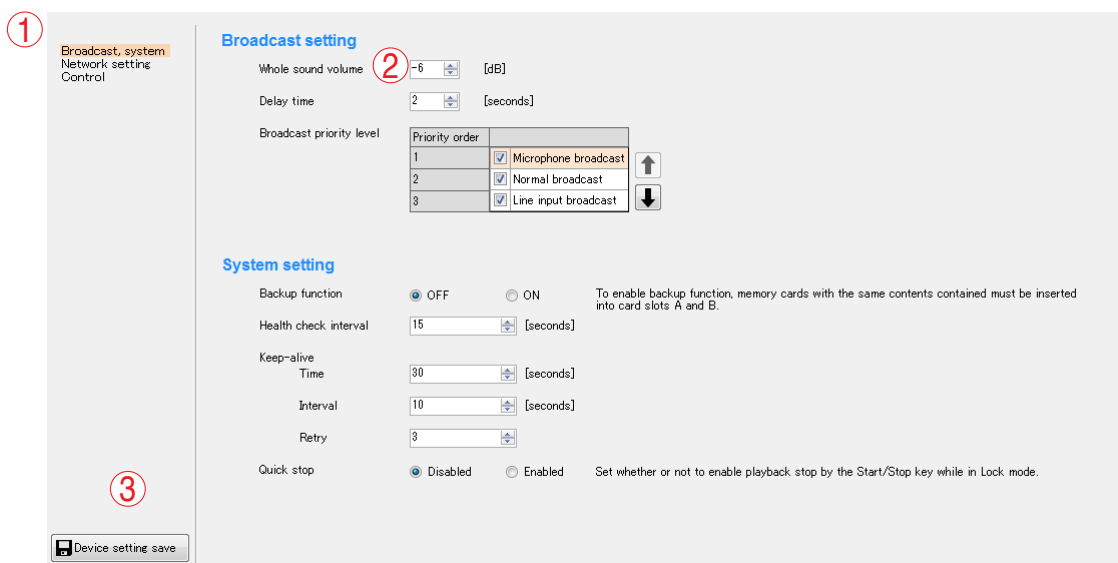 ①
Broadcast, system
Network setting
Control
Broadcast setting
Whole sound volume ② -6 [dB]
Delay time 2 [seconds]
Broadcast priority level
Priority order
1 Microphone broadcast
2 Normal broadcast
3 Line input broadcast
System setting
Backup function OFF ON To enable backup function, memory cards with the same contents contained must be inserted
into card slots A and B.
Health check interval 15 [seconds]
Keep-alive
Time 30 [seconds]
Interval 10 [seconds]
Retry 3
Quick stop Disabled Enabled Set whether or not to enable playback stop by the Start/Stop key while in Lock mode.
③
Device setting save